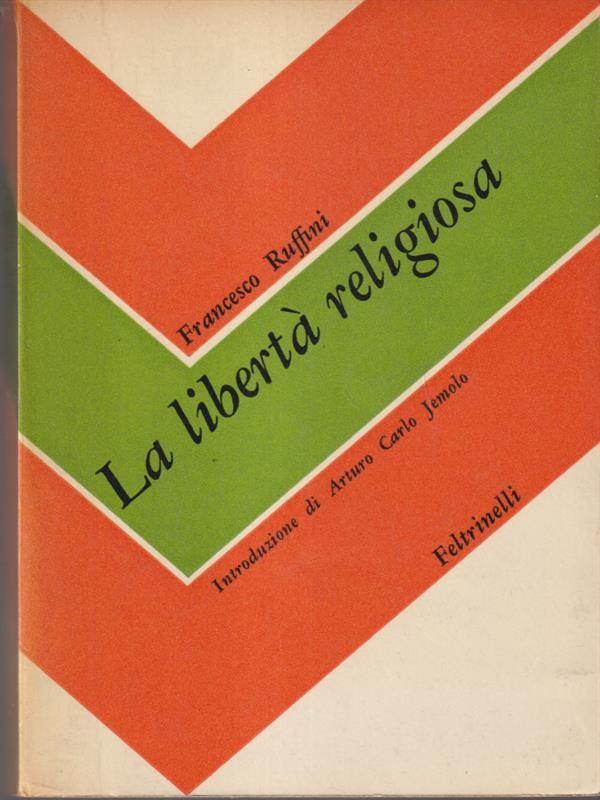 Francesco Ruffini
La libertà religiosa
Introduzione di Arturo Carlo Jemolo
Feltrinelli